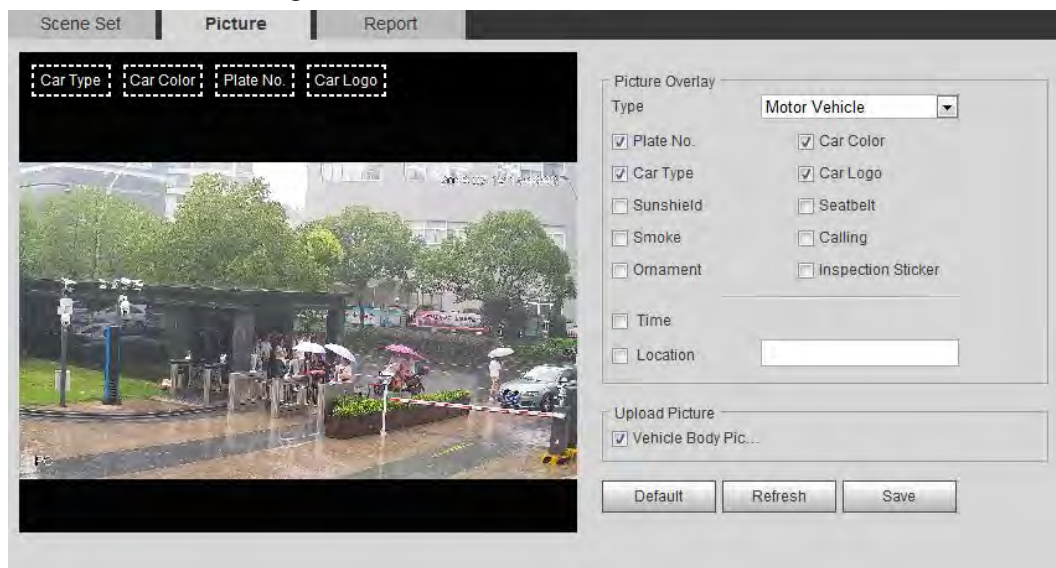 Scene Set Picture Report
Car Type Car Color Plate No. Car Logo
Picture Overlay
Type Motor Vehicle
Plate No. Car Color
Car Type Car Logo
Sunshield Seatbelt
Smoke Calling
Ornament Inspection Sticker
Time
Location
Upload Picture
Vehicle Body Pic...
Default Refresh Save